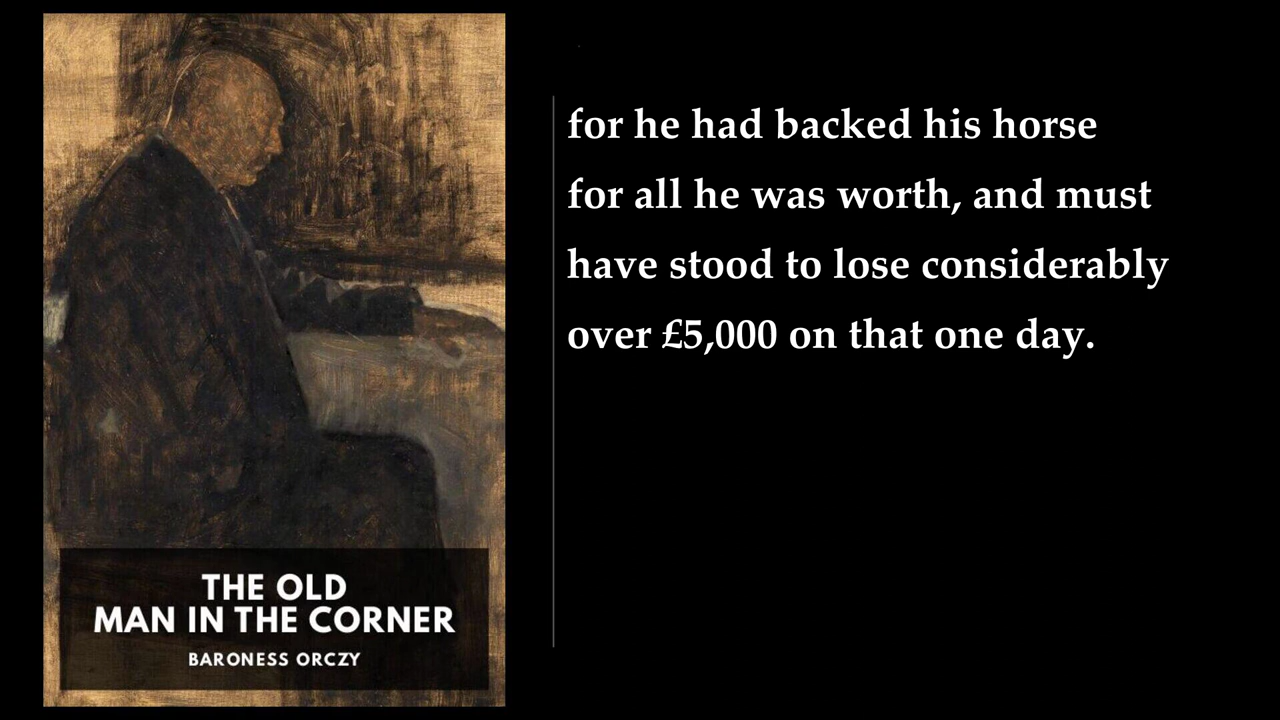 THE OLD
MAN IN THE CORNER
BARONESS ORCZY
for he had backed his horse
for all he was worth, and must
have stood to lose considerably
over £5,000 on that one day.